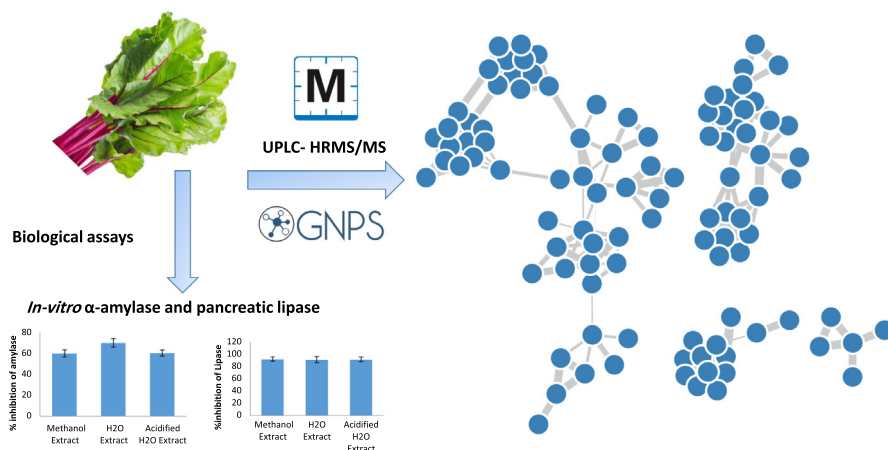 M
UPLC- HRMS/MS
GNPS
Biological assays
In-vitro α-amylase and pancreatic lipase
% inhibition of amylase
80
60
40
20
0
Methanol
Extract
H2O
Extract
Acidified
H2O Extract
%inhibition of Lipase
120
100
80
60
40
20
0
Methanol
Extract
H2O
Extract
Acidified
H2O
Extract